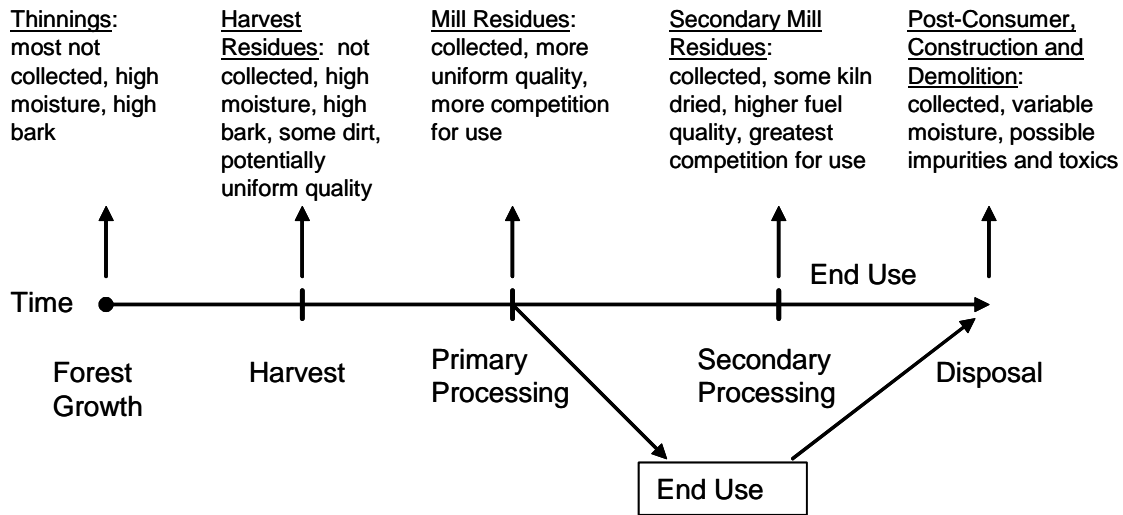 Thinnings:
most not
collected, high
moisture, high
bark
Harvest
Residues:  not
collected, high
moisture, high
bark, some dirt,
potentially
uniform quality
Mill Residues:
collected, more
uniform quality,
more competition
for use
Secondary Mill
Residues:
collected, some kiln
dried, higher fuel
quality, greatest
competition for use
Post-Consumer,
Construction and
Demolition:
collected, variable
moisture, possible
impurities and toxics
End Use
Time
Forest
Growth
Harvest
Primary
Processing
Secondary
Processing
Disposal
End Use